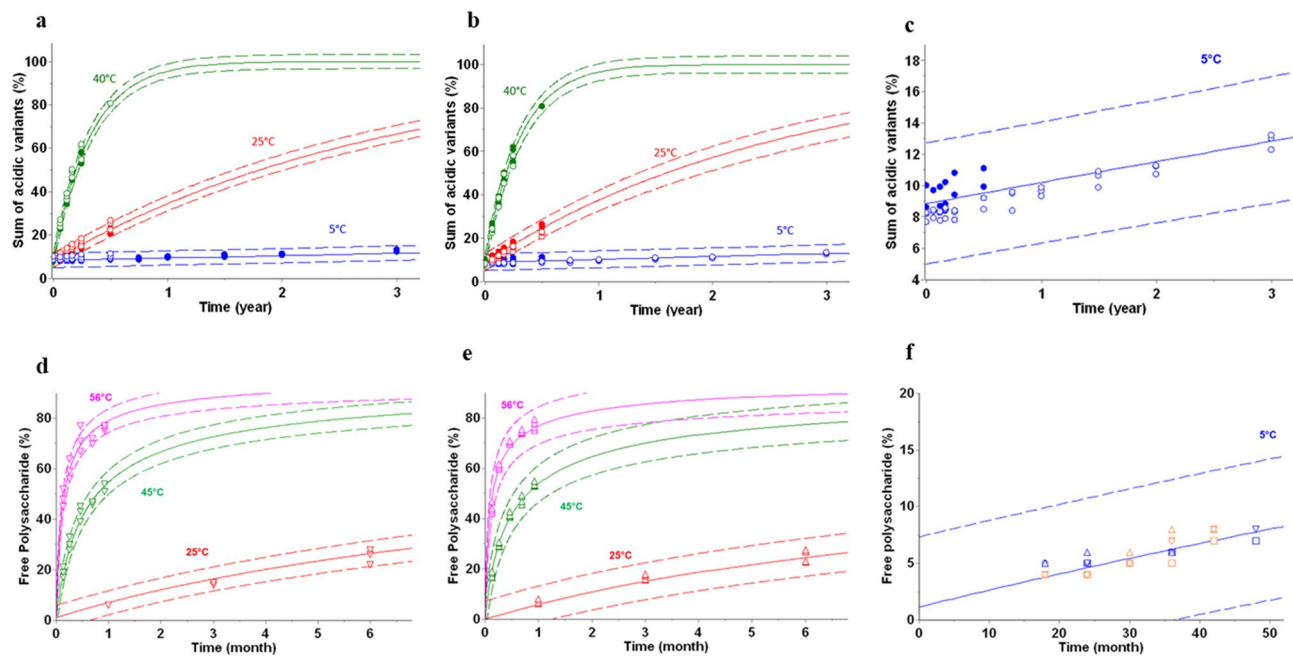 a
Sum of acidic variants (%)
100
80
60
40
20
0
40°C
25°C
5°C
0
1
2
3
Time (year)
b
Sum of acidic variants (%)
100
80
60
40
20
0
40°C
25°C
5°C
0
1
2
3
Time (year)
c
Sum of acidic variants (%)
18
16
14
12
10
8
6
4
5°C
0
1
2
3
Time (year)
d
Free Polysaccharide (%)
80
60
40
20
0
56°C
45°C
25°C
0
1
2
3
4
5
6
Time (month)
e
Free Polysaccharide (%)
80
60
40
20
0
56°C
45°C
25°C
0
1
2
3
4
5
6
Time (month)
f
Free polysaccharide (%)
20
15
10
5
0
5°C
0
10
20
30
40
50
Time (month)